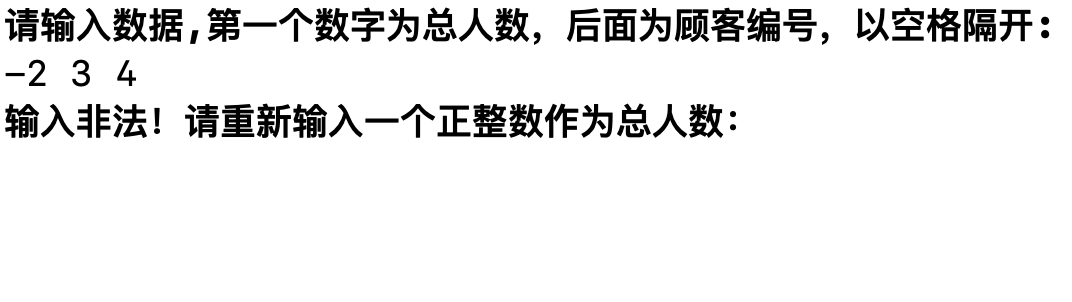 请输入数据,第一个数字为总人数，后面为顾客编号，以空格隔开:
-2 3 4
输入非法！请重新输入一个正整数作为总人数：